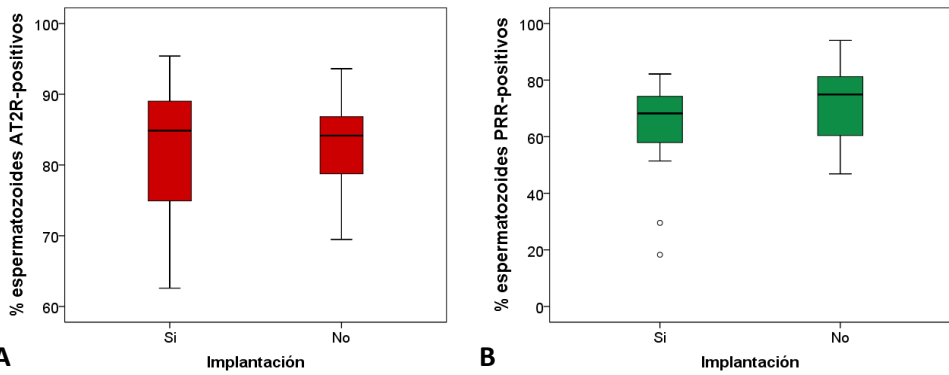 % espermatozoides AT2R-positivos
100%
90%
80%
70%
60%
Si
No
Implantación
A
% espermatozoides PRR-positivos
100%
80%
60%
40%
20%
0%
Si
No
Implantación
B